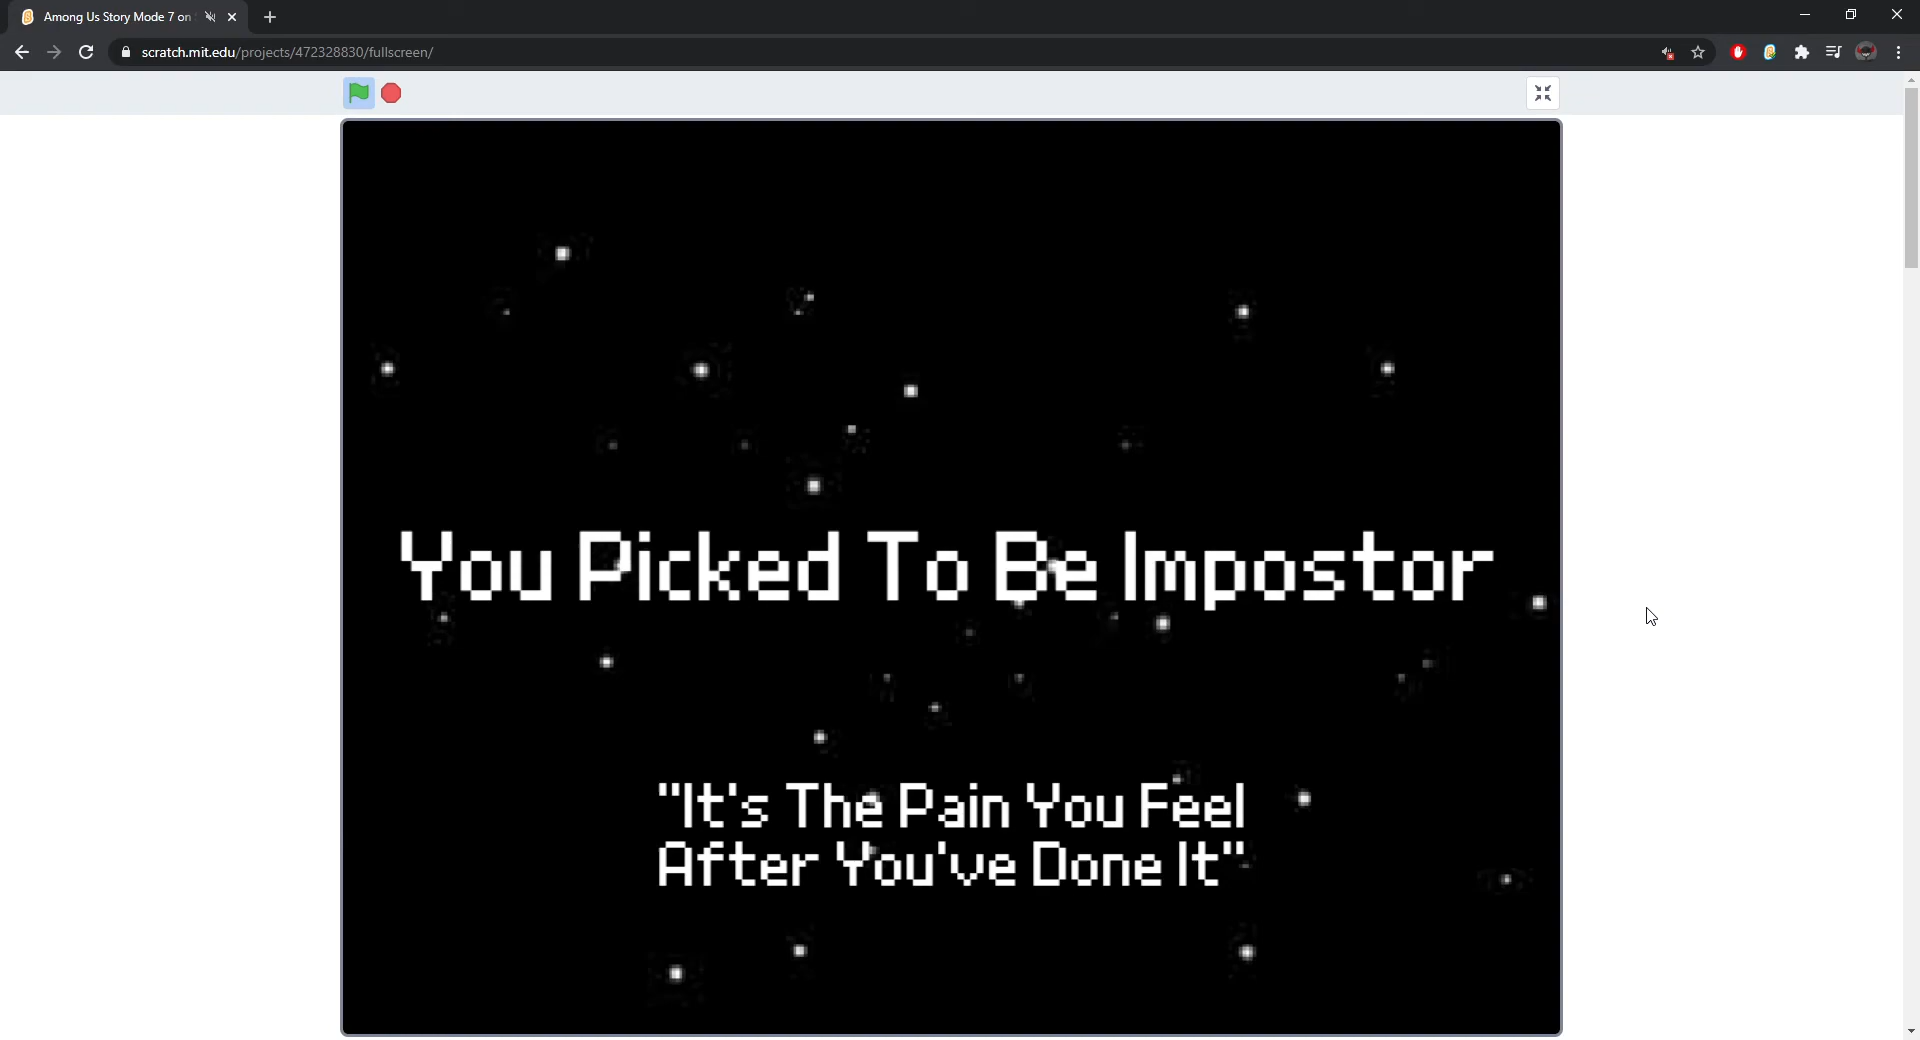 Among Us Story Mode 7 on
scratch.mit.edu/projects/472328830/fullscreen/
You Picked To Be Impostor
"It's The Pain You Feel
After You've Done It"